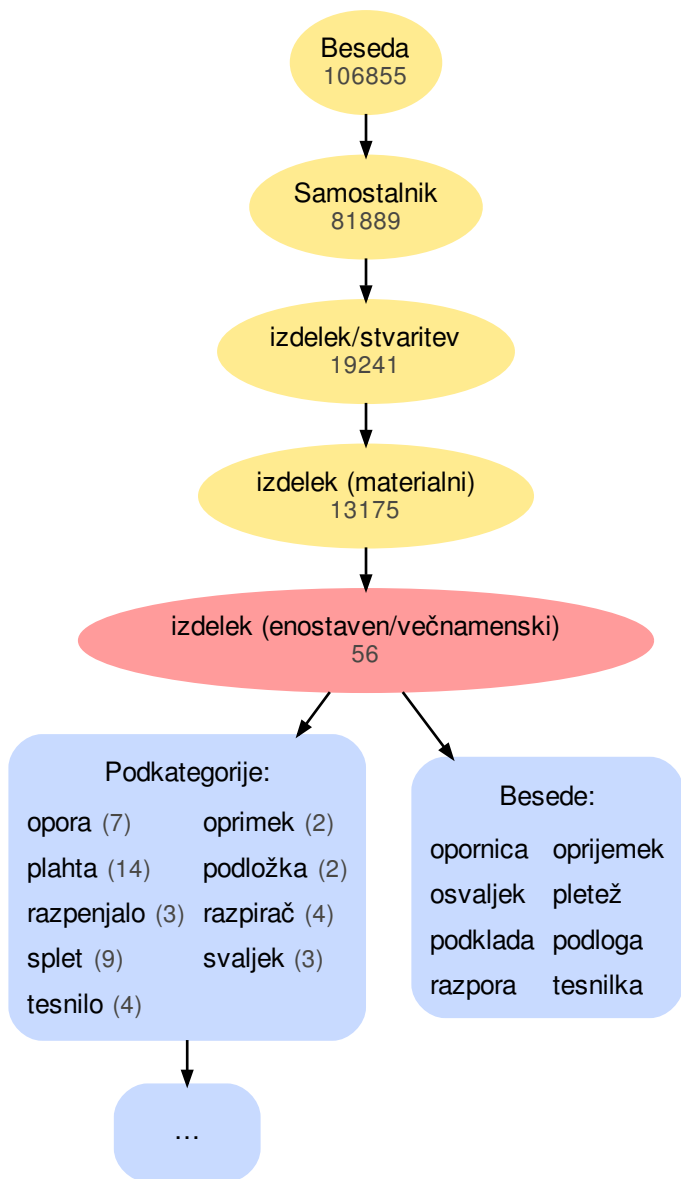 Beseda
106855
Samostalnik
81889
izdelek/stvaritev
19241
izdelek (materialni)
13175
izdelek (enostaven/večnamenski)
56
Podkategorije:
opora (7) oprimek (2)
plahta (14) podložka (2)
razpenjalo (3) razpirač (4)
splet (9) svaljek (3)
tesnilo (4)
Besede:
opornica oprijemek
osvaljek pletež
podklada podloga
razpora tesnilka
…